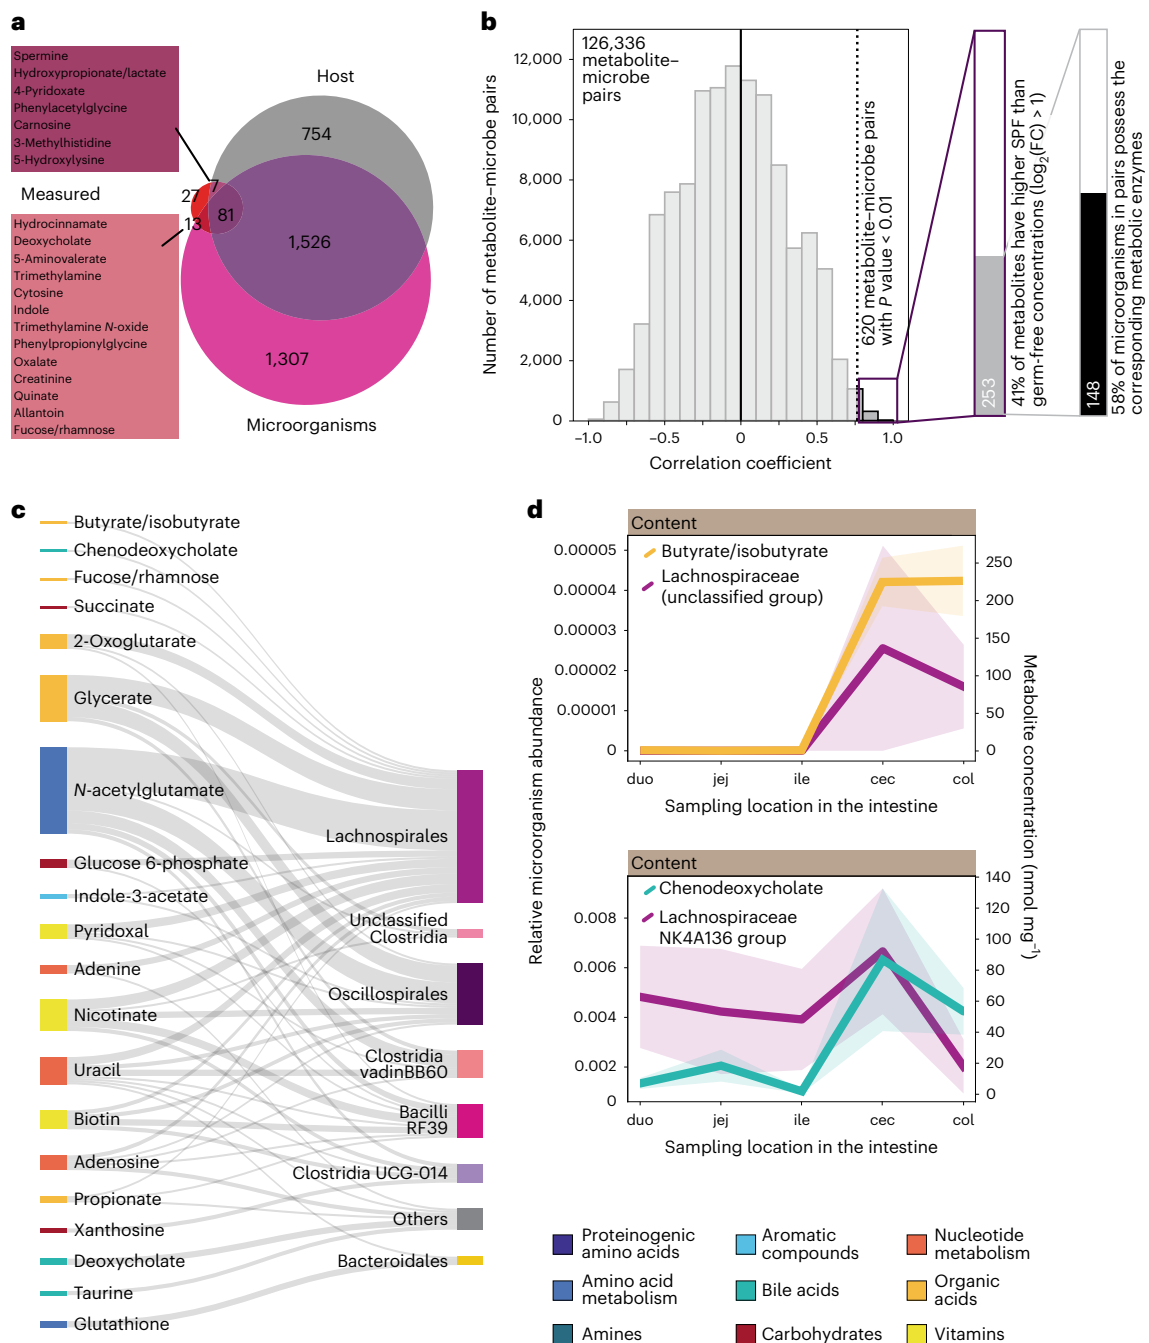 a
Spermine
Hydroxypropionate/lactate
4-Pyridoxate
Phenylacetylglycine
Carnosine
3-Methylhistidine
5-Hydroxylysine
Measured
Hydrocinnamate
Deoxycholate
5-Aminovalerate
Trimethylamine
Cytosine
Indole
Trimethylamine N-oxide
Phenylpropionylglycine
Oxalate
Creatinine
Quinate
Allantoin
Fucose/rhamnose
Host
754
7
27
13
81
1,526
1,307
Microorganisms
b
126,336
metabolite–
microbe
pairs
Number of metabolite–microbe pairs
12,000
10,000
8,000
6,000
4,000
2,000
0
–1.0
–0.5
0
0.5
1.0
Correlation coefficient
620 metabolite–microbe pairs
with P value < 0.01
253
41% of metabolites have higher SPF than
germ-free concentrations (log2(FC) > 1)
148
58% of microorganisms in pairs possess the
corresponding metabolic enzymes
c
Butyrate/isobutyrate
Chenodeoxycholate
Fucose/rhamnose
Succinate
2-Oxoglutarate
Glycerate
N-acetylglutamate
Glucose 6-phosphate
Indole-3-acetate
Pyridoxal
Adenine
Nicotinate
Uracil
Biotin
Adenosine
Propionate
Xanthosine
Deoxycholate
Taurine
Glutathione
Lachnospirales
Unclassified
Clostridia
Oscillospirales
Clostridia
vadinBB60
Bacilli
RF39
Clostridia UCG-014
Others
Bacteroidales
d
Content
Butyrate/isobutyrate
Lachnospiraceae
(unclassified group)
0.00005
0.00004
0.00003
0.00002
0.00001
0
250
200
150
100
50
0
duo
jej
ile
cec
col
Sampling location in the intestine
Relative microorganism abundance
Metabolite concentration (nmol mg–1)
Content
Chenodeoxycholate
Lachnospiraceae
NK4A136 group
0.008
0.006
0.004
0.002
0
140
120
100
80
60
40
20
0
duo
jej
ile
cec
col
Sampling location in the intestine
Proteinogenic
amino acids
Aromatic
compounds
Nucleotide
metabolism
Amino acid
metabolism
Bile acids
Organic
acids
Amines
Carbohydrates
Vitamins